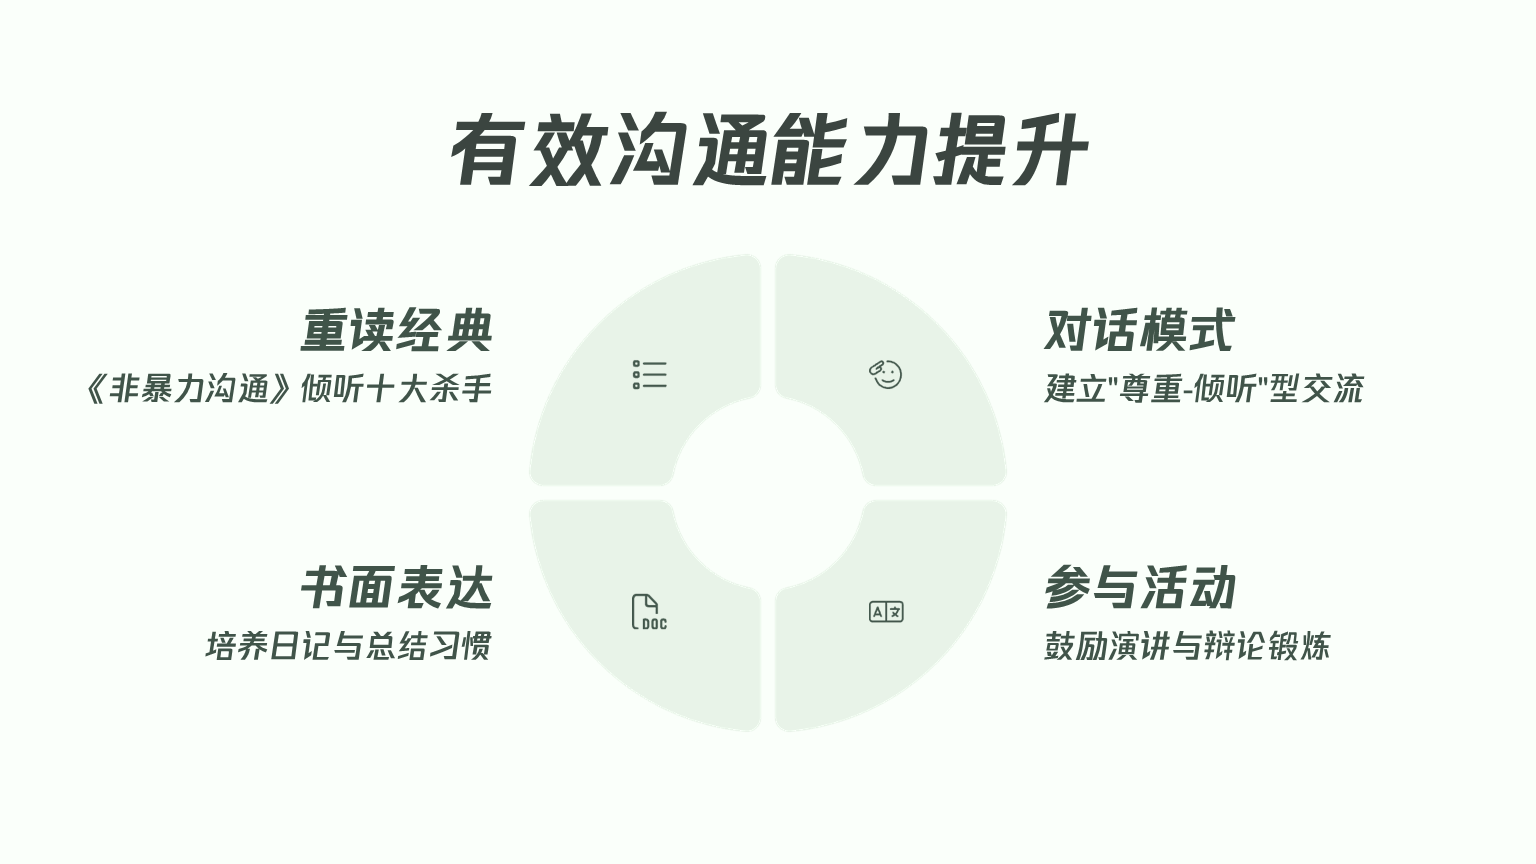 有效沟通能力提升
重读经典
《非暴力沟通》倾听十大杀手
对话模式
建立"尊重-倾听"型交流
书面表达
培养日记与总结习惯
DOC
参与活动
鼓励演讲与辩论锻炼
A 文